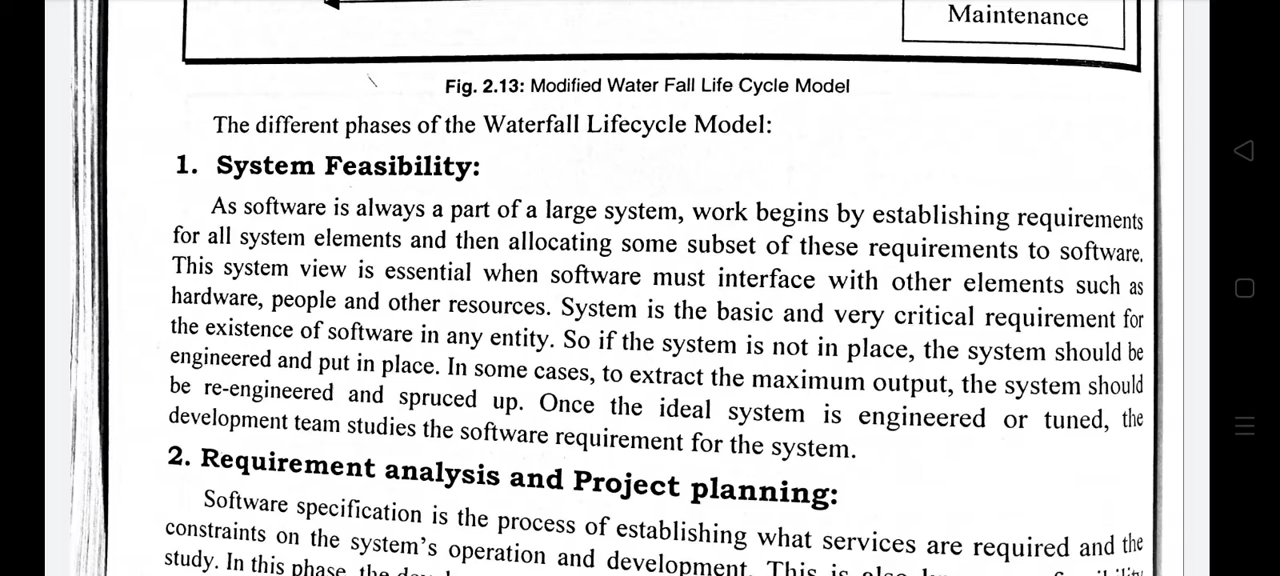 Maintenance
Fig. 2.13: Modified Water Fall Life Cycle Model
The different phases of the Waterfall Lifecycle Model:
1. System Feasibility:
As software is always a part of a large system, work begins by establishing requirements
for all system elements and then allocating some subset of these requirements to software.
This system view is essential when software must interface with other elements such as
hardware, people and other resources. System is the basic and very critical requirement for
the existence of software in any entity. So if the system is not in place, the system should be
engineered and put in place. In some cases, to extract the maximum output, the system should
be re-engineered and spruced up. Once the ideal system is engineered or tuned, the
development team studies the software requirement for the system.
2. Requirement analysis and Project planning:
Software specification is the process of establishing what services are required and the
constraints on the system's operation and development. This is also
study. In this phase, the